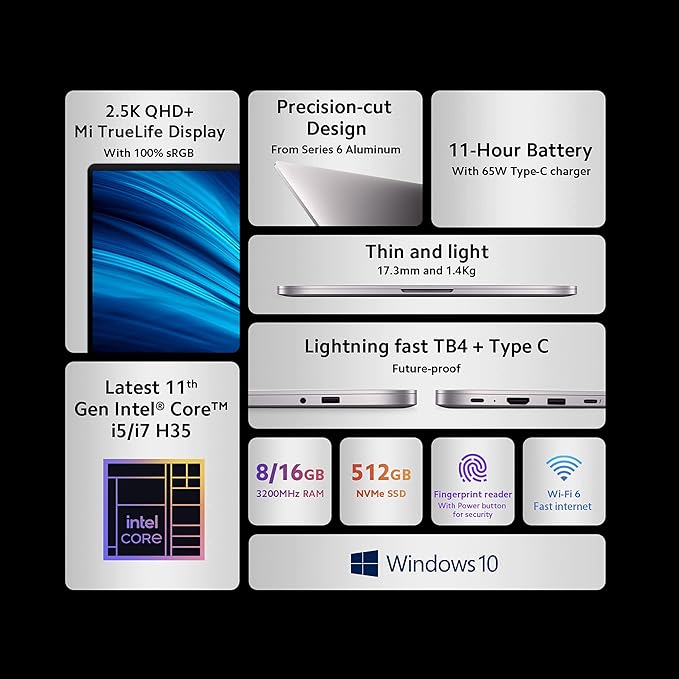 2.5K QHD+
Mi TrueLife Display
With 100% sRGB
Precision-cut
Design
From Series 6 Aluminum
11-Hour Battery
With 65W Type-C charger
Thin and light
17.3mm and 1.4Kg
Lightning fast TB4 + Type C
Future-proof
Latest 11th
Gen Intel® Core™
i5/i7 H35
intel
CORE
8/16GB
3200MHz RAM
512GB
NVMe SSD
Fingerprint reader
With Power button
for security
Wi-Fi 6
Fast internet
Windows 10